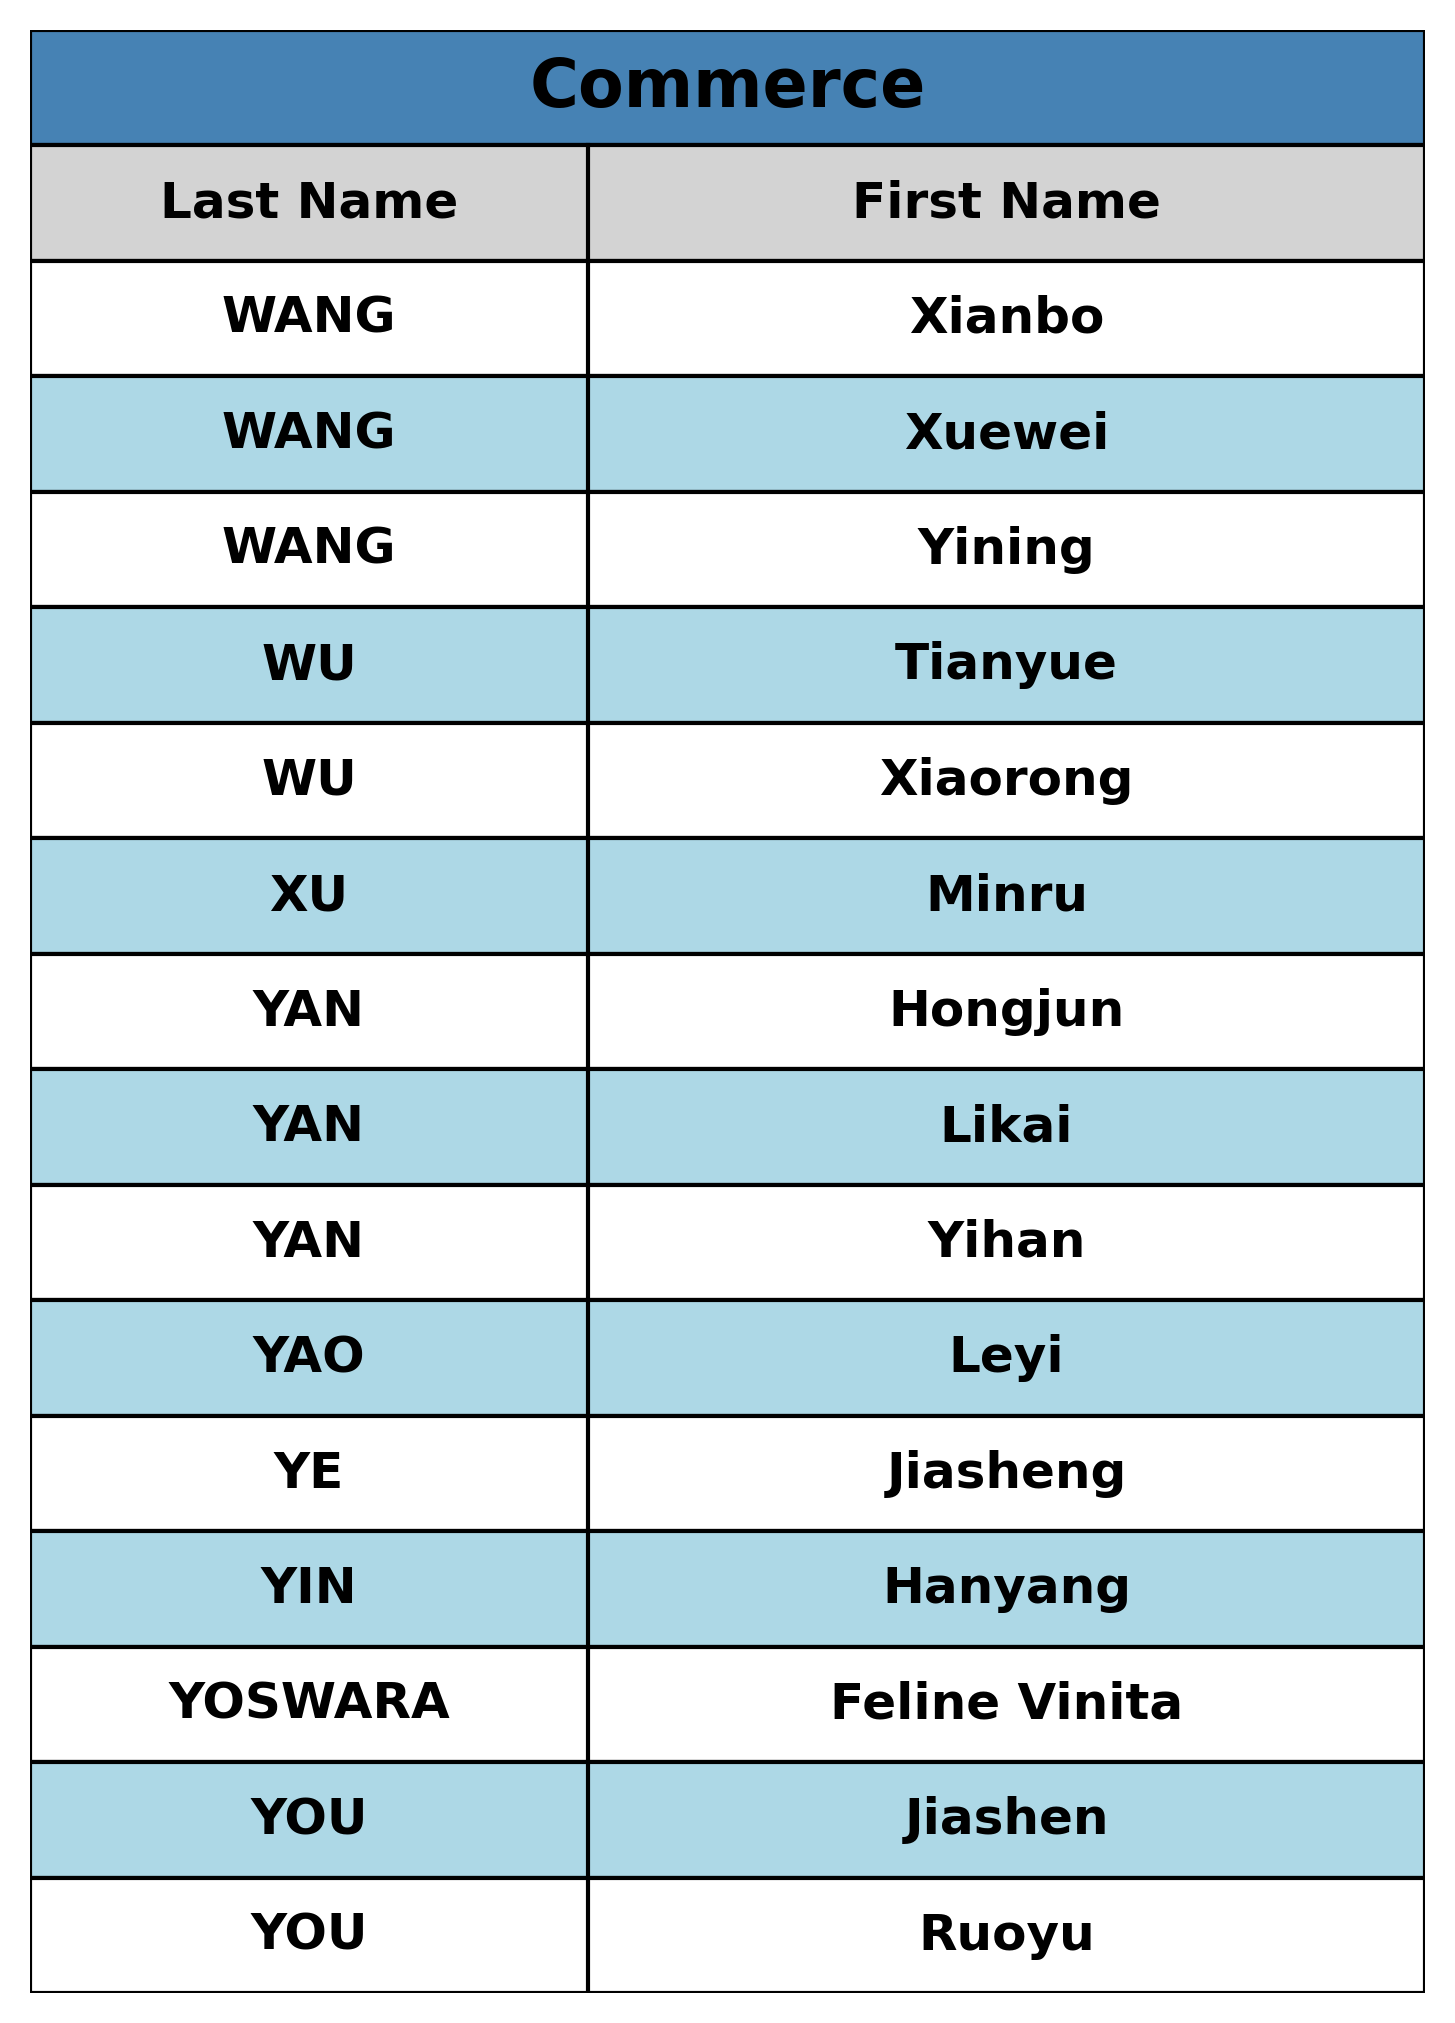 Commerce
Last Name First Name
WANG Xianbo
WANG Xuewei
WANG Yining
WU Tianyue
WU Xiaorong
XU Minru
YAN Hongjun
YAN Likai
YAN Yihan
YAO Leyi
YE Jiasheng
YIN Hanyang
YOSWARA Feline Vinita
YOU Jiashen
YOU Ruoyu